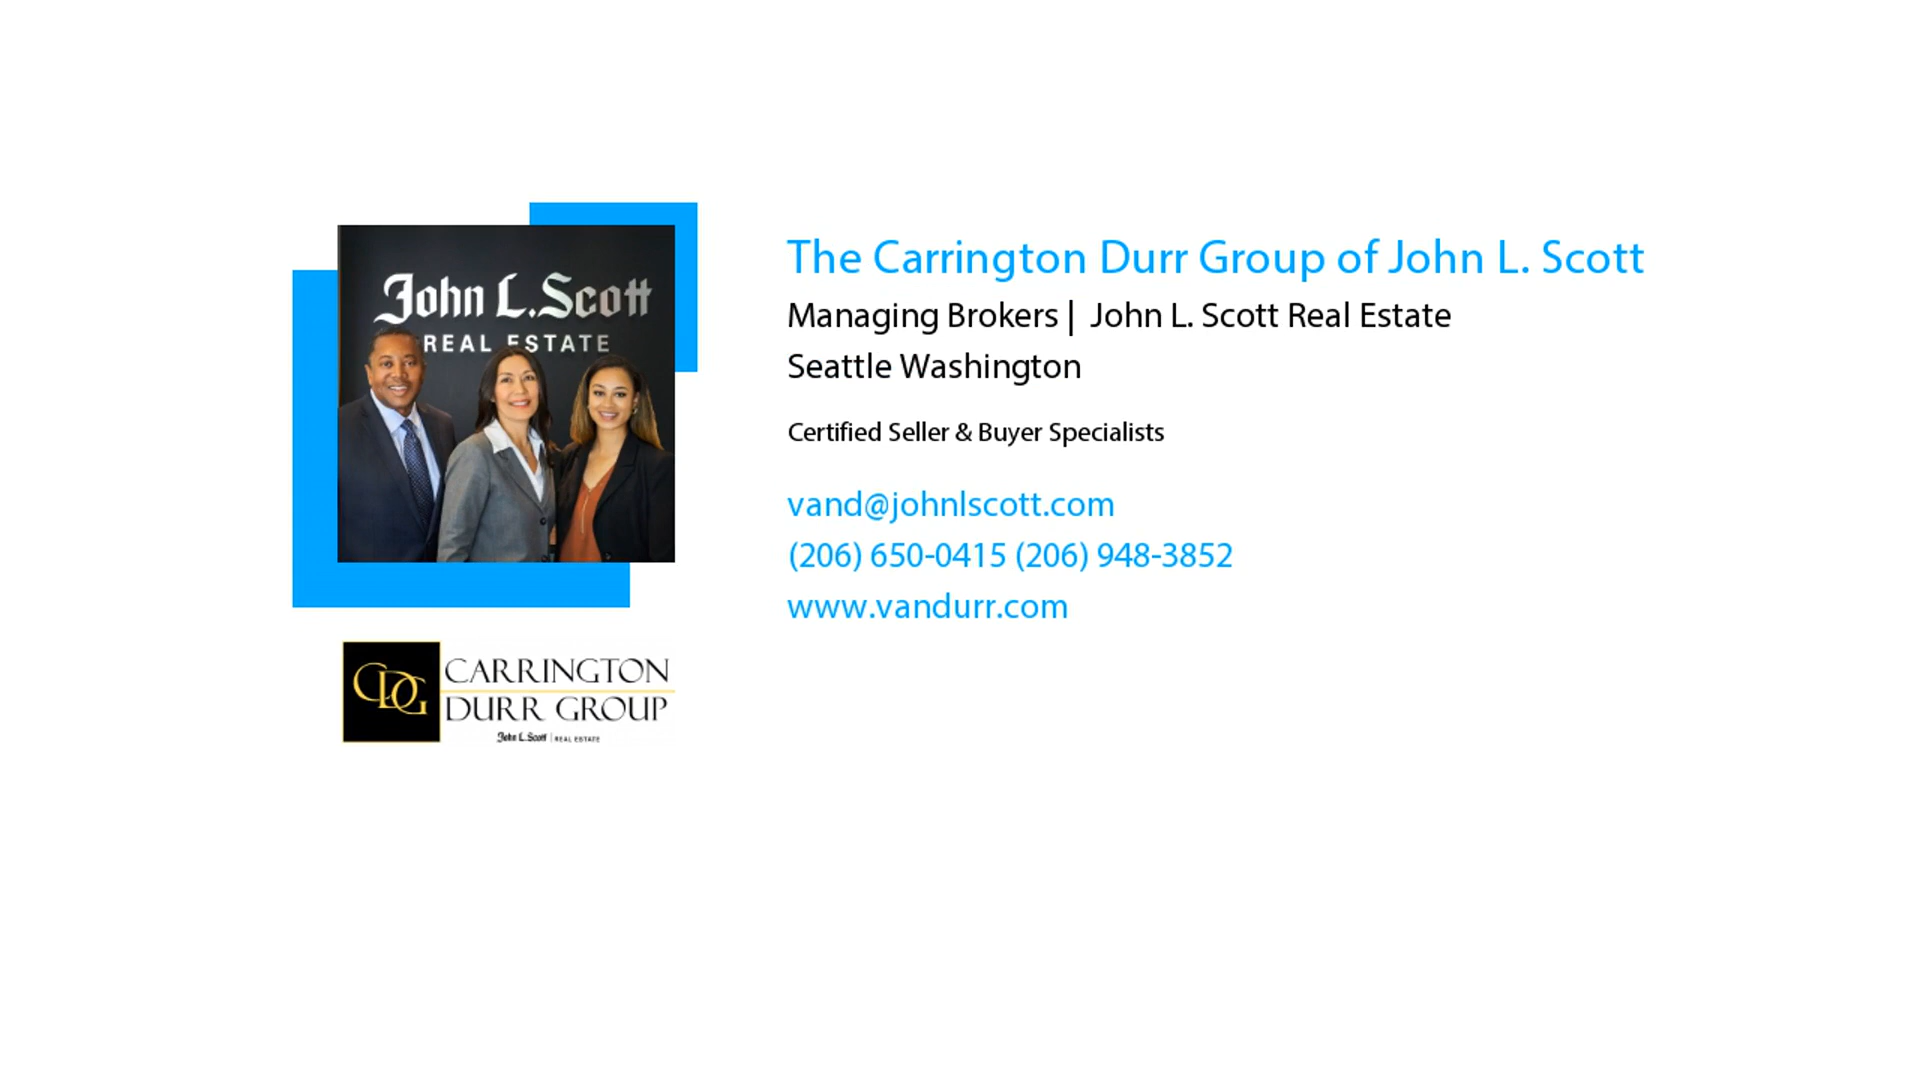 John L. Scott
REAL ESTATE
The Carrington Durr Group of John L. Scott
Managing Brokers | John L. Scott Real Estate
Seattle Washington
Certified Seller & Buyer Specialists
vand@johnlscott.com
(206) 650-0415 (206) 948-3852
www.vandurr.com
CDG
CARRINGTON
DURR GROUP
John L. Scott | REAL ESTATE